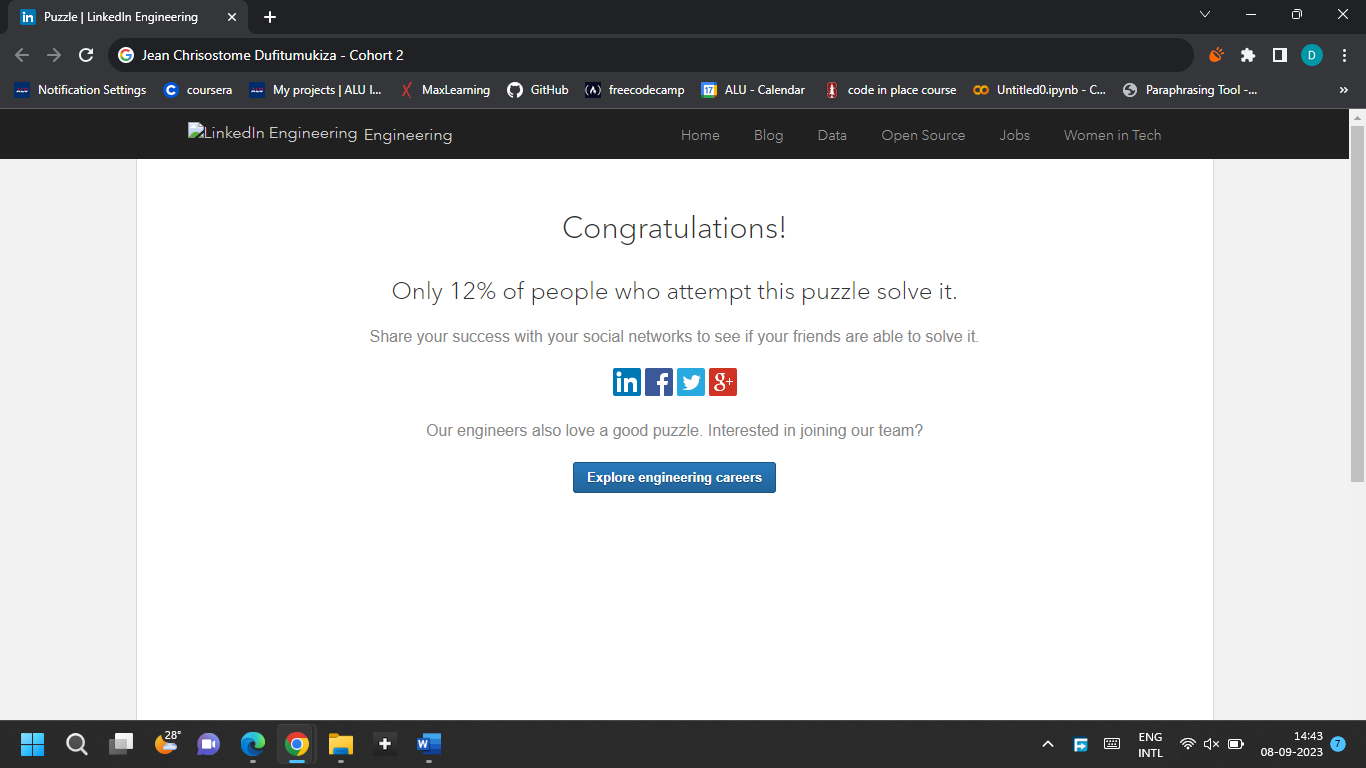 Puzzle | LinkedIn Engineering
Jean Chrisostome Dufitumukiza - Cohort 2
D
Notification Settings coursera My projects | ALU I... MaxLearning GitHub freecodecamp 17 ALU - Calendar code in place course Untitled0.ipynb - C... Paraphrasing Tool -... »
LinkedIn Engineering Engineering Home Blog Data Open Source Jobs Women in Tech
Congratulations!
Only 12% of people who attempt this puzzle solve it.
Share your success with your social networks to see if your friends are able to solve it.
in f g+
Our engineers also love a good puzzle. Interested in joining our team?
Explore engineering careers
28°
ENG
INTL
14:43
08-09-2023
7